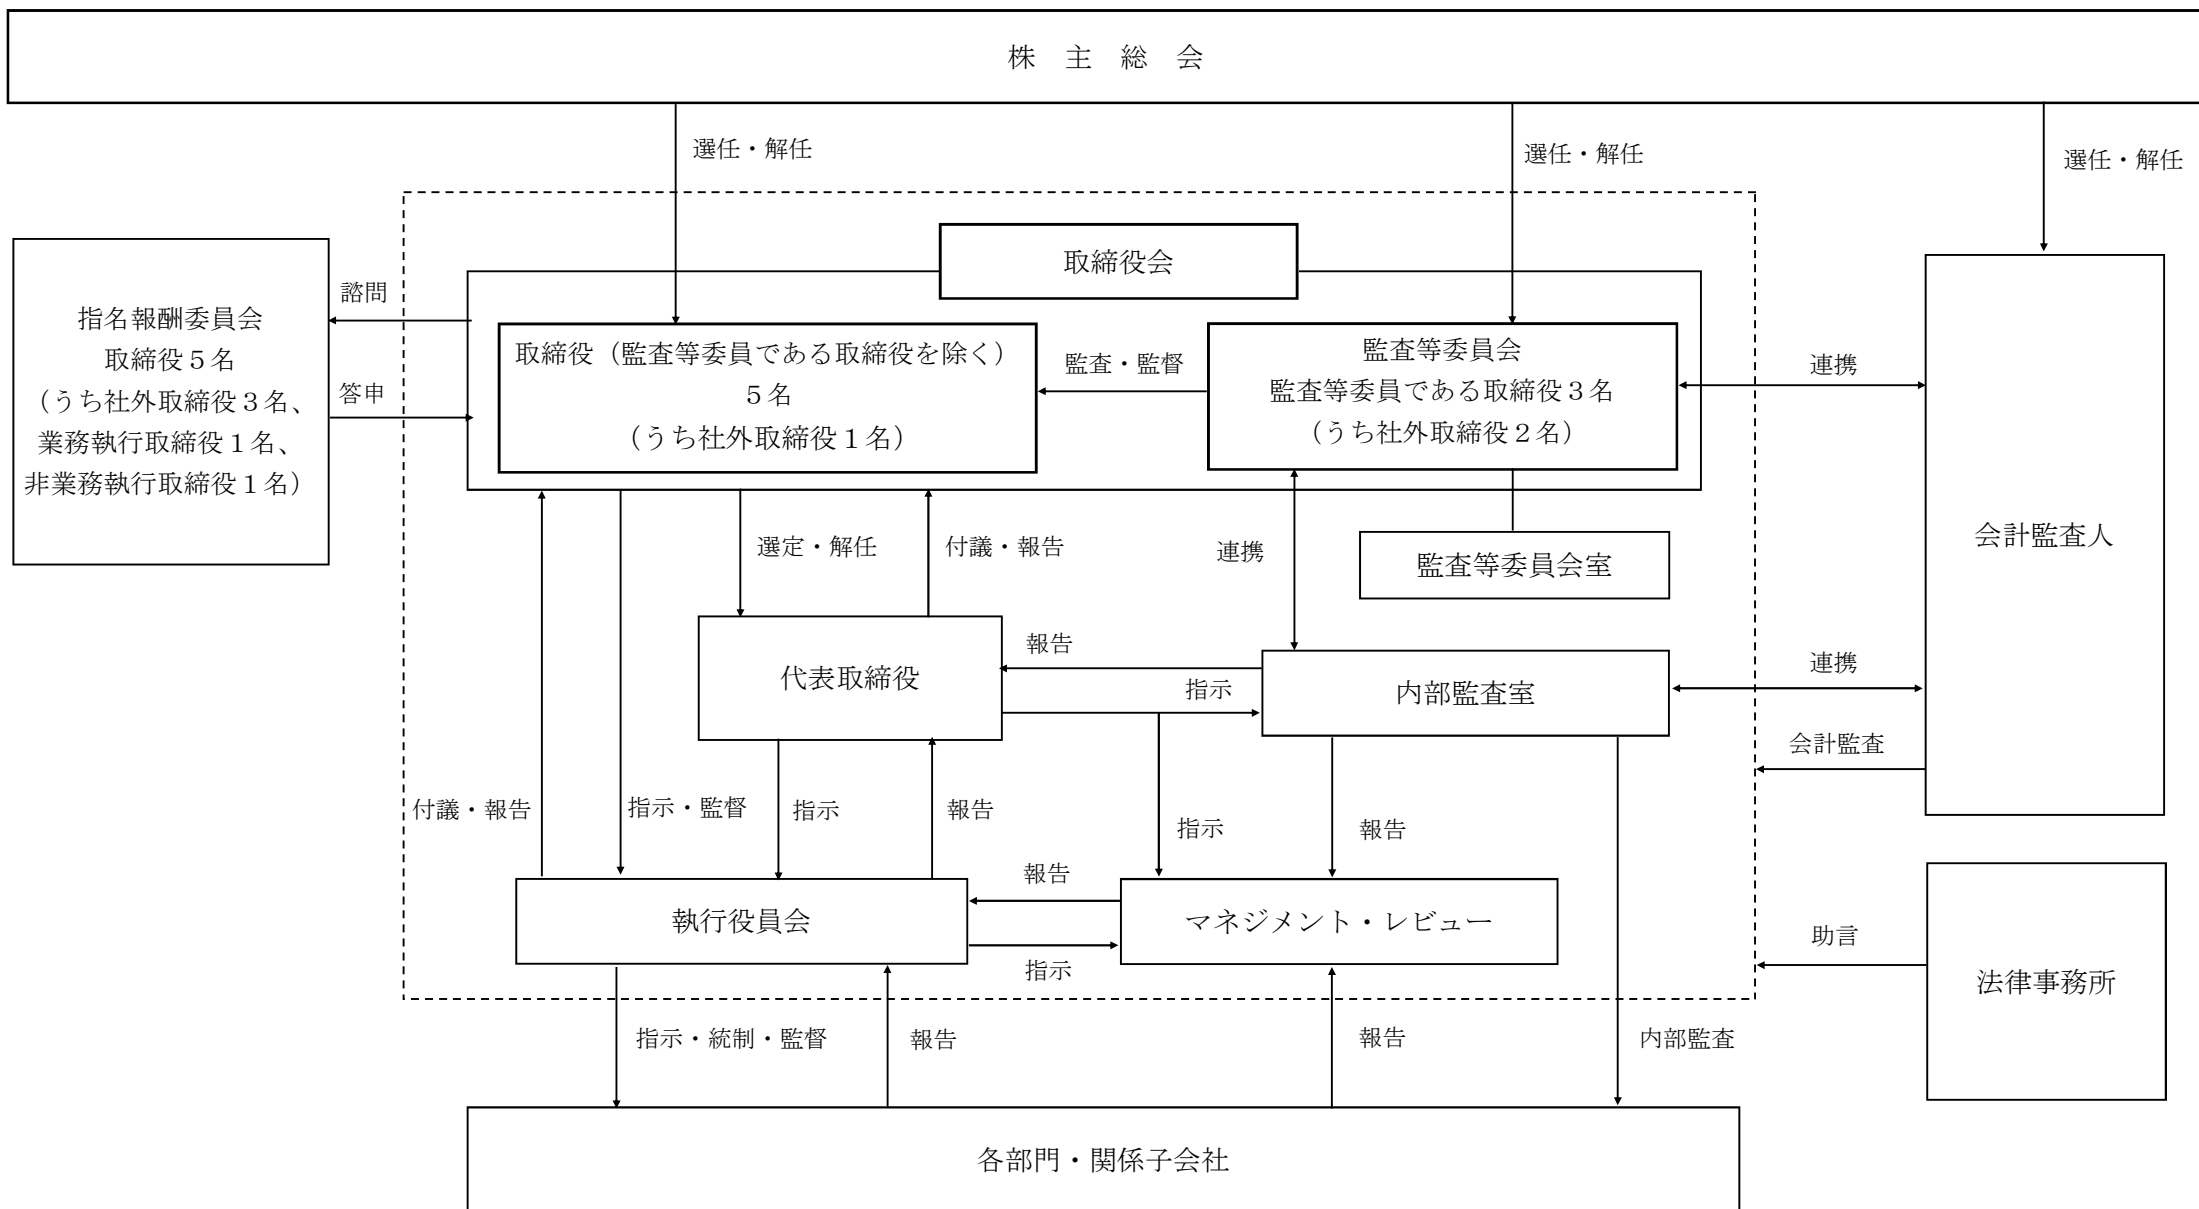 株 主 総 会
選任・解任
選任・解任
選任・解任
取締役会
指名報酬委員会
取締役５名
（うち社外取締役３名、
業務執行取締役１名、
非業務執行取締役１名）
諮問
答申
取締役（監査等委員である取締役を除く）
５名
（うち社外取締役１名）
監査・監督
監査等委員会
監査等委員である取締役３名
（うち社外取締役２名）
連携
会計監査人
選定・解任
付議・報告
連携
監査等委員会室
代表取締役
報告
指示
内部監査室
連携
会計監査
付議・報告
指示・監督
指示
報告
指示
報告
執行役員会
報告
指示
マネジメント・レビュー
助言
法律事務所
指示・統制・監督
報告
報告
内部監査
各部門・関係子会社